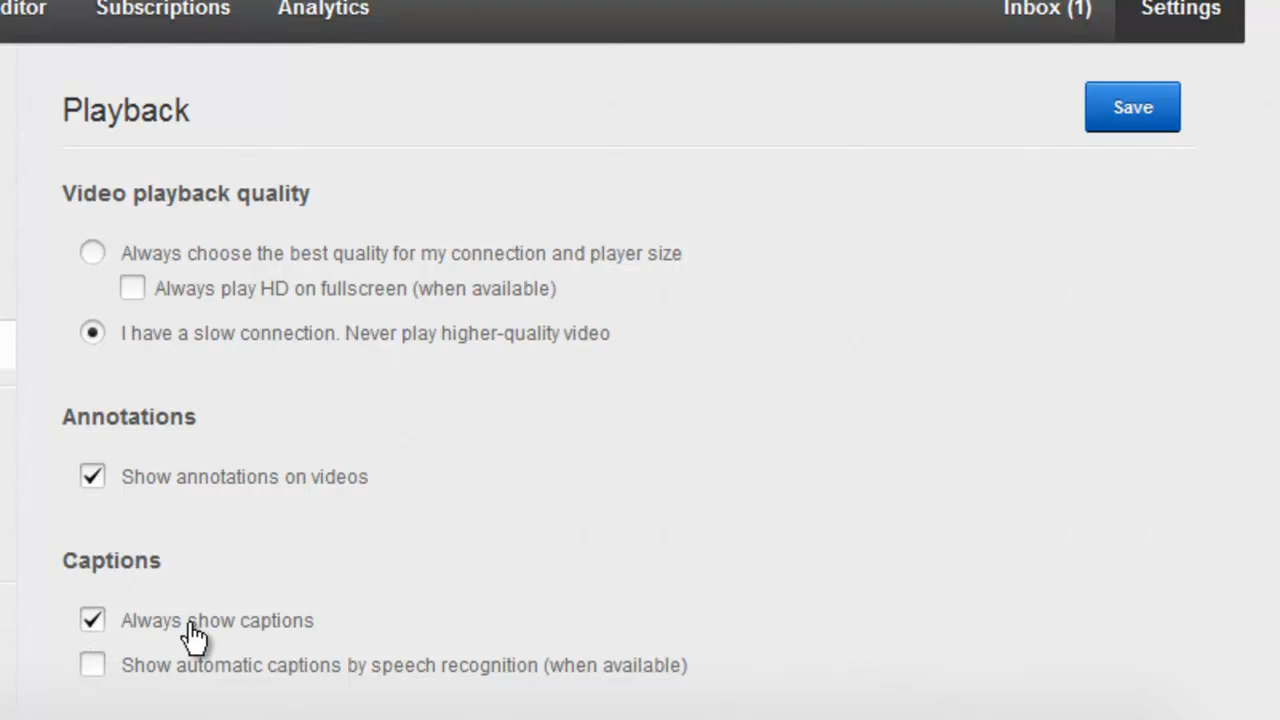 ditor Subscriptions Analytics Inbox (1) Settings
Playback Save
Video playback quality
Always choose the best quality for my connection and player size
Always play HD on fullscreen (when available)
I have a slow connection. Never play higher-quality video
Annotations
Show annotations on videos
Captions
Always show captions
Show automatic captions by speech recognition (when available)